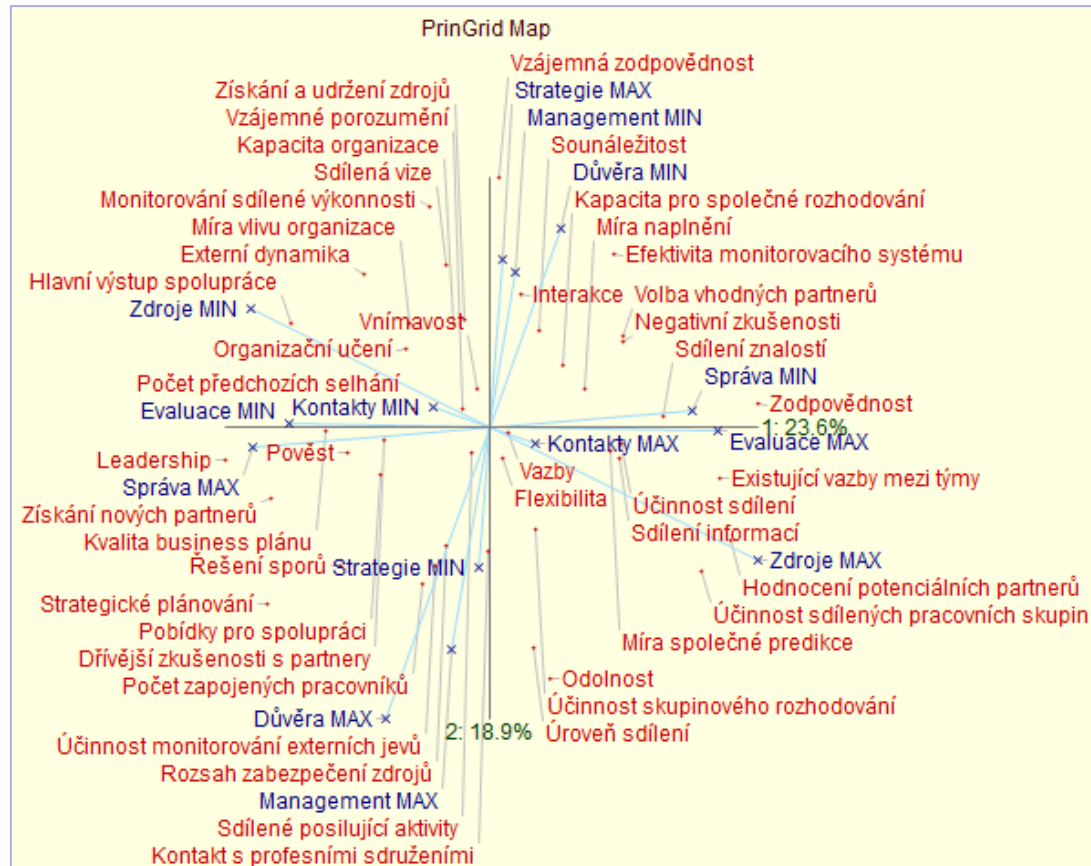 PrinGrid Map
Vzájemná zodpovědnost
Získání a udržení zdrojů
Strategie MAX
Vzájemné porozumění
Management MIN
Kapacita organizace
Sounáležitost
Sdílená vize
Důvěra MIN
Monitorování sdílené výkonnosti
Kapacita pro společné rozhodování
Míra vlivu organizace
Míra naplnění
Externí dynamika
Efektivita monitorovacího systému
Hlavní výstup spolupráce
Interakce
Volba vhodných partnerů
Zdroje MIN
Vnímavost
Negativní zkušenosti
Organizační učení
Sdílení znalostí
Počet předchozích selhání
Správa MIN
Evaluace MIN
Kontakty MIN
Zodpovědnost
1: 23.6%
Kontakty MAX
Evaluace MAX
Leadership
Pověst
Vazby
Existující vazby mezi týmy
Správa MAX
Flexibilita
Účinnost sdílení
Získání nových partnerů
Sdílení informací
Kvalita business plánu
Řešení sporů
Strategie MIN
Zdroje MAX
Hodnocení potenciálních partnerů
Strategické plánování
Účinnost sdílených pracovních skupin
Pobídky pro spolupráci
Míra společné predikce
Dřívější zkušenosti s partnery
Odolnost
Počet zapojených pracovníků
Účinnost skupinového rozhodování
Důvěra MAX
2: 18.9%
Úroveň sdílení
Účinnost monitorování externích jevů
Rozsah zabezpečení zdrojů
Management MAX
Sdílené posilující aktivity
Kontakt s profesními sdruženími